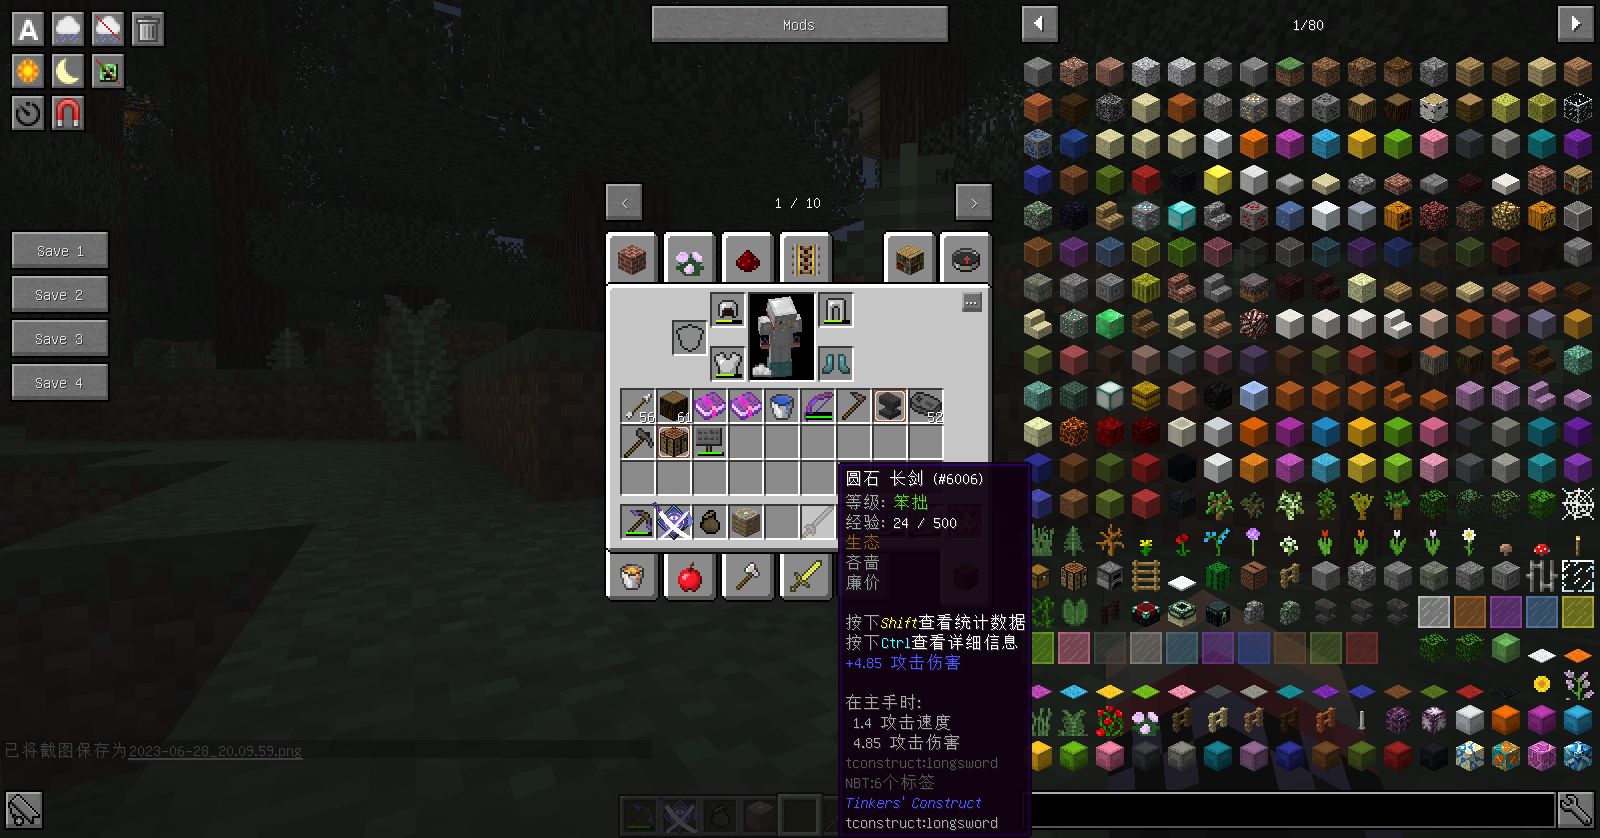 A
Mods
1/80
1 / 10
Save 1
Save 2
Save 3
Save 4
56
61
52
圆石 长剑 (#6006)
等级: 笨拙
经验: 24 / 500
生态
吝啬
廉价
按下Shift查看统计数据
按下Ctrl查看详细信息
+4.85 攻击伤害
在主手时:
1.4 攻击速度
4.85 攻击伤害
tconstruct:longsword
NBT:6个标签
Tinkers' Construct
tconstruct:longsword
已将截图保存为2023-06-28_20.09.59.png